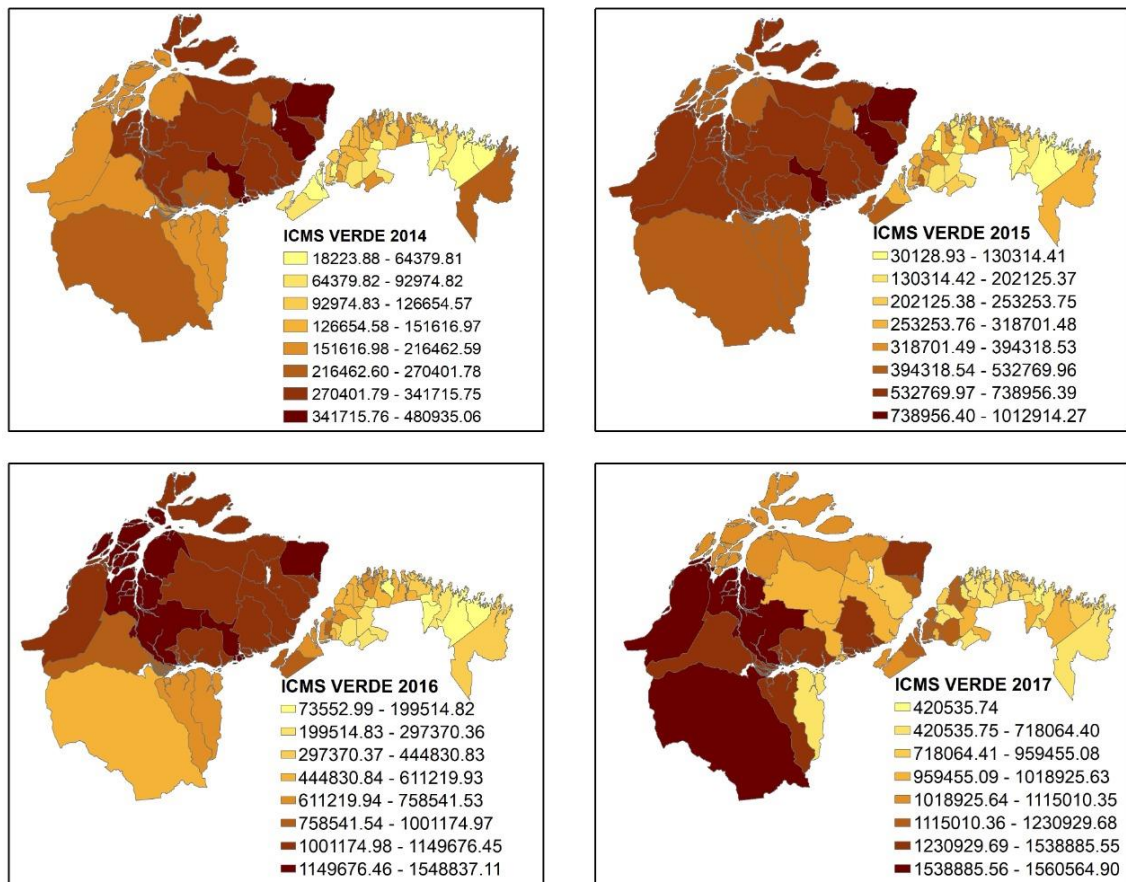 ICMS VERDE 2014
18223.88 - 64379.81
64379.82 - 92974.82
92974.83 - 126654.57
126654.58 - 151616.97
151616.98 - 216462.59
216462.60 - 270401.78
270401.79 - 341715.75
341715.76 - 480935.06
ICMS VERDE 2015
30128.93 - 130314.41
130314.42 - 202125.37
202125.38 - 253253.75
253253.76 - 318701.48
318701.49 - 394318.53
394318.54 - 532769.96
532769.97 - 738956.39
738956.40 - 1012914.27
ICMS VERDE 2016
73552.99 - 199514.82
199514.83 - 297370.36
297370.37 - 444830.83
444830.84 - 611219.93
611219.94 - 758541.53
758541.54 - 1001174.97
1001174.98 - 1149676.45
1149676.46 - 1548837.11
ICMS VERDE 2017
420535.74
420535.75 - 718064.40
718064.41 - 959455.08
959455.09 - 1018925.63
1018925.64 - 1115010.35
1115010.36 - 1230929.68
1230929.69 - 1538885.55
1538885.56 - 1560564.90